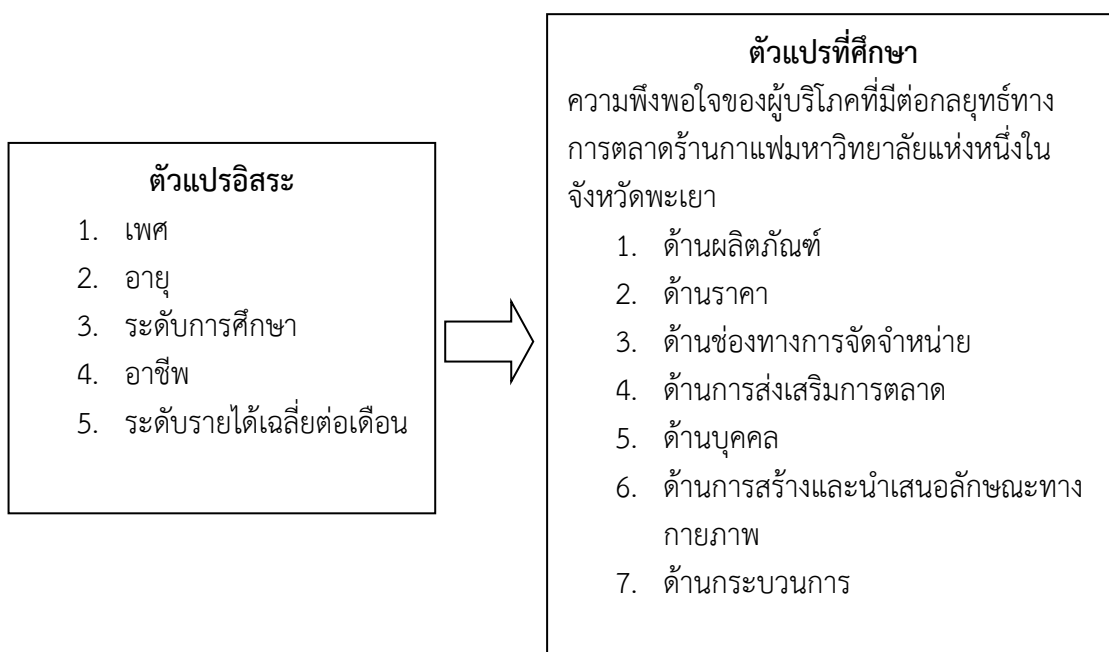 ตัวแปรอิสระ
1. เพศ
2. อายุ
3. ระดับการศึกษา
4. อาชีพ
5. ระดับรายได้เฉลี่ยต่อเดือน
ตัวแปรที่ศึกษา
ความพึงพอใจของผู้บริโภคที่มีต่อกลยุทธ์ทาง
การตลาดร้านกาแฟมหาวิทยาลัยแห่งหนึ่งใน
จังหวัดพะเยา
1. ด้านผลิตภัณฑ์
2. ด้านราคา
3. ด้านช่องทางการจัดจำหน่าย
4. ด้านการส่งเสริมการตลาด
5. ด้านบุคคล
6. ด้านการสร้างและนำเสนอลักษณะทาง
กายภาพ
7. ด้านกระบวนการ